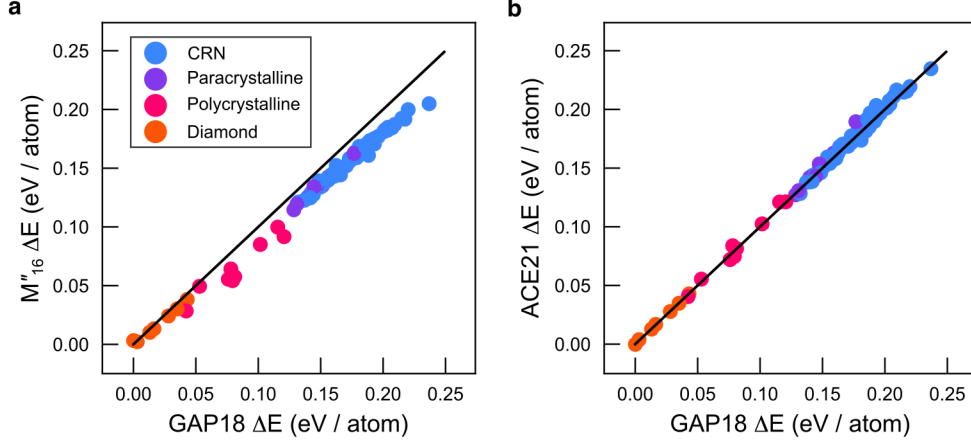 a
M″16 ΔE (eV / atom)
0.25
0.20
0.15
0.10
0.05
0.00
CRN
Paracrystalline
Polycrystalline
Diamond
0.00 0.05 0.10 0.15 0.20 0.25
GAP18 ΔE (eV / atom)
b
ACE21 ΔE (eV / atom)
0.25
0.20
0.15
0.10
0.05
0.00
0.00 0.05 0.10 0.15 0.20 0.25
GAP18 ΔE (eV / atom)